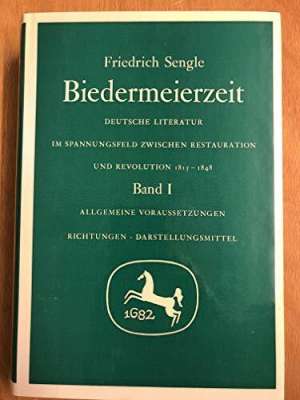 Friedrich Sengle
Biedermeierzeit
DEUTSCHE LITERATUR
IM SPANNUNGSFELD ZWISCHEN RESTAURATION
UND REVOLUTION 1815–1848
Band I
ALLGEMEINE VORAUSSETZUNGEN
RICHTUNGEN · DARSTELLUNGSMITTEL
1682